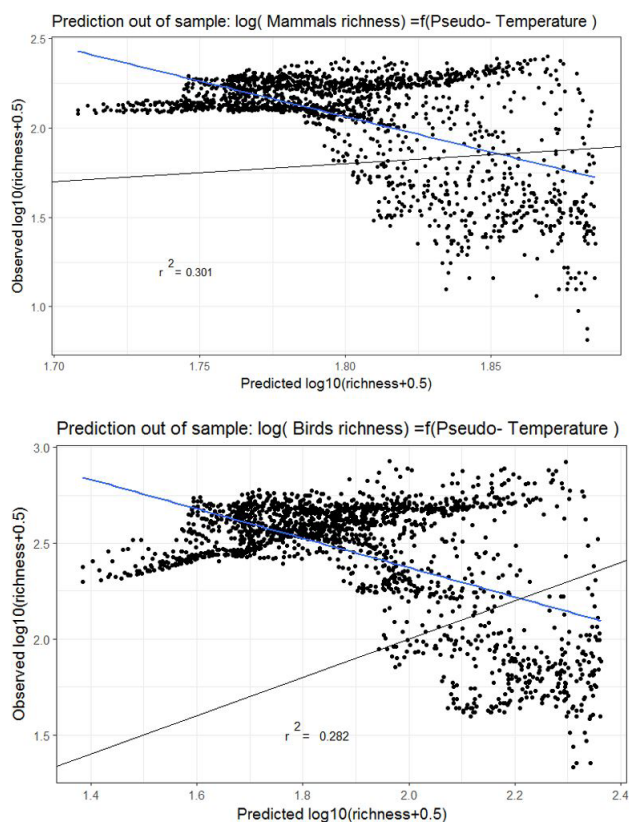 Prediction out of sample: log( Mammals richness) =f(Pseudo- Temperature )
2.5
2.0
1.5
1.0
Observed log10(richness+0.5)
r 2 = 0.301
1.70 1.75 1.80 1.85
Predicted log10(richness+0.5)
Prediction out of sample: log( Birds richness) =f(Pseudo- Temperature )
3.0
2.5
2.0
1.5
Observed log10(richness+0.5)
r 2 = 0.282
1.4 1.6 1.8 2.0 2.2 2.4
Predicted log10(richness+0.5)